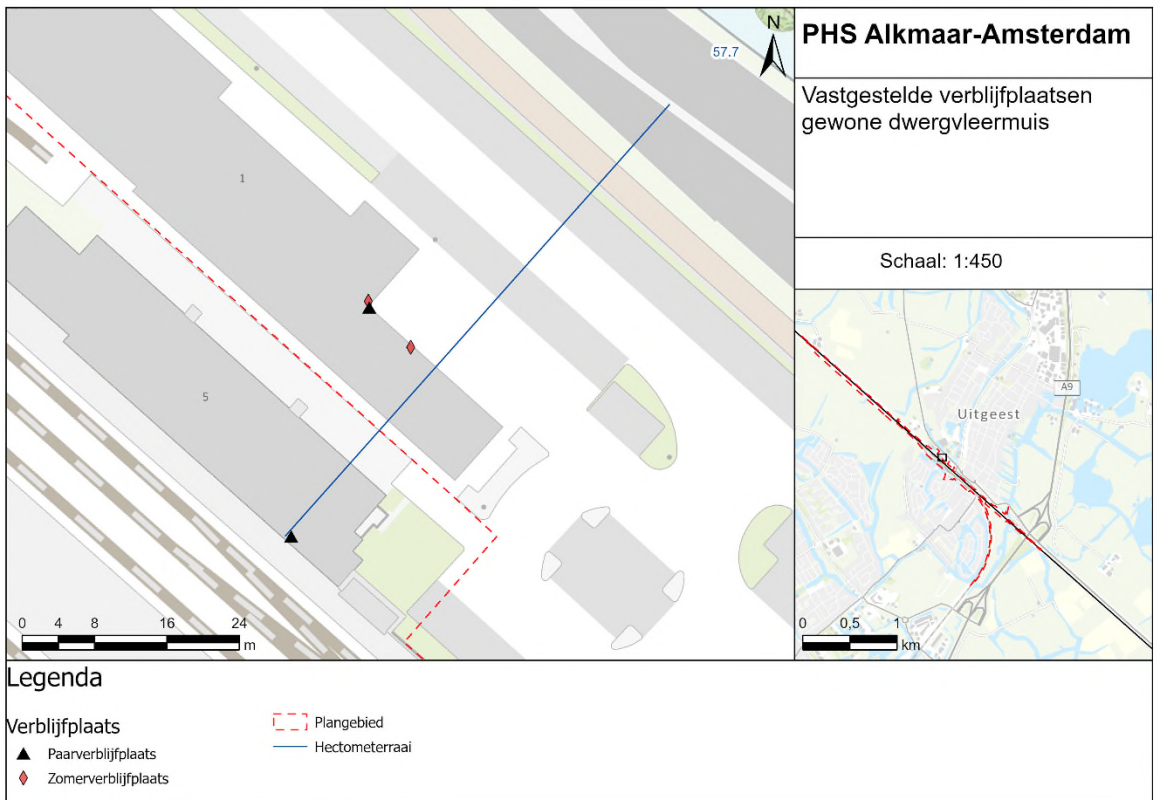 57.7
N
1
5
0 4 8 16 24
m
PHS Alkmaar-Amsterdam
Vastgestelde verblijfplaatsen
gewone dwergvleermuis
Schaal: 1:450
A9
Uitgeest
0 0,5 1
km
Legenda
Verblijfplaats
Paarverblijfplaats
Zomerverblijfplaats
Plangebied
Hectometerraai